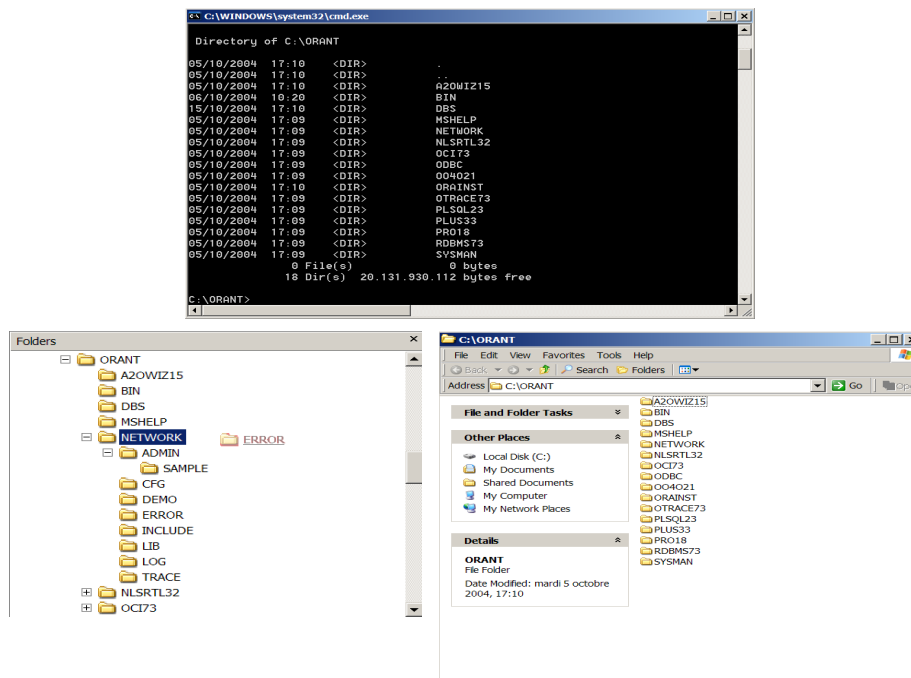 C:\WINDOWS\system32\cmd.exe
Directory of C:\ORANT
05/10/2004 17:10 <DIR> .
05/10/2004 17:10 <DIR> ..
05/10/2004 17:10 <DIR> A2OWIZ15
06/10/2004 10:20 <DIR> BIN
15/10/2004 17:10 <DIR> DBS
05/10/2004 17:09 <DIR> MSHELP
05/10/2004 17:09 <DIR> NETWORK
05/10/2004 17:09 <DIR> NLSRTL32
05/10/2004 17:09 <DIR> OCI73
05/10/2004 17:09 <DIR> ODBC
05/10/2004 17:09 <DIR> OO4O21
05/10/2004 17:10 <DIR> ORAINST
05/10/2004 17:09 <DIR> OTRACE73
05/10/2004 17:09 <DIR> PLSQL23
05/10/2004 17:09 <DIR> PLUS33
05/10/2004 17:09 <DIR> PRO18
05/10/2004 17:09 <DIR> RDBMS73
05/10/2004 17:09 <DIR> SYSMAN
0 File(s) 0 bytes
18 Dir(s) 20.131.930.112 bytes free
C:\ORANT>
Folders
ORANT
A2OWIZ15
BIN
DBS
MSHELP
NETWORK ERROR
ADMIN
SAMPLE
CFG
DEMO
ERROR
INCLUDE
LIB
LOG
TRACE
NLSRTL32
OCI73
C:\ORANT
File Edit View Favorites Tools Help
Back Search Folders
Address C:\ORANT Go
File and Folder Tasks
Other Places
Local Disk (C:)
My Documents
Shared Documents
My Computer
My Network Places
Details
ORANT
File Folder
Date Modified: mardi 5 octobre
2004, 17:10
A2OWIZ15
BIN
DBS
MSHELP
NETWORK
NLSRTL32
OCI73
ODBC
OO4O21
ORAINST
OTRACE73
PLSQL23
PLUS33
PRO18
RDBMS73
SYSMAN